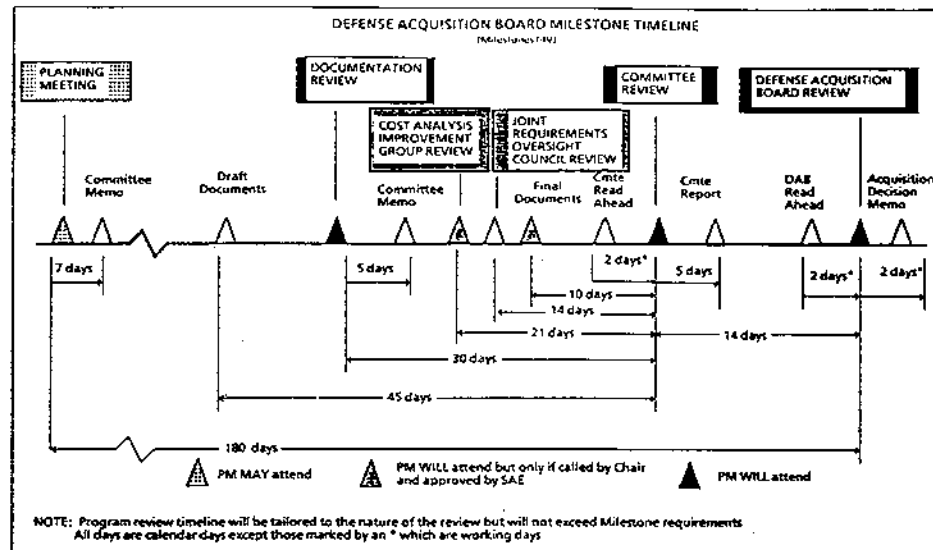 DEFENSE ACQUISITION BOARD MILESTONE TIMELINE
(Milestones I-IV)
PLANNING
MEETING
DOCUMENTATION
REVIEW
COMMITTEE
REVIEW
DEFENSE ACQUISITION
BOARD REVIEW
COST ANALYSIS
IMPROVEMENT
GROUP REVIEW
JOINT
REQUIREMENTS
OVERSIGHT
COUNCIL REVIEW
Committee
Memo
Draft
Documents
Committee
Memo
Final
Documents
Cmte
Read
Ahead
Cmte
Report
DAB
Read
Ahead
Acquisition
Decision
Memo
7 days
5 days
2 days*
5 days
2 days*
2 days*
10 days
14 days
21 days
14 days
30 days
45 days
180 days
PM MAY attend
PM WILL attend but only if called by Chair
and approved by SAE
PM WILL attend
NOTE: Program review timeline will be tailored to the nature of the review but will not exceed Milestone requirements
All days are calendar days except those marked by an * which are working days